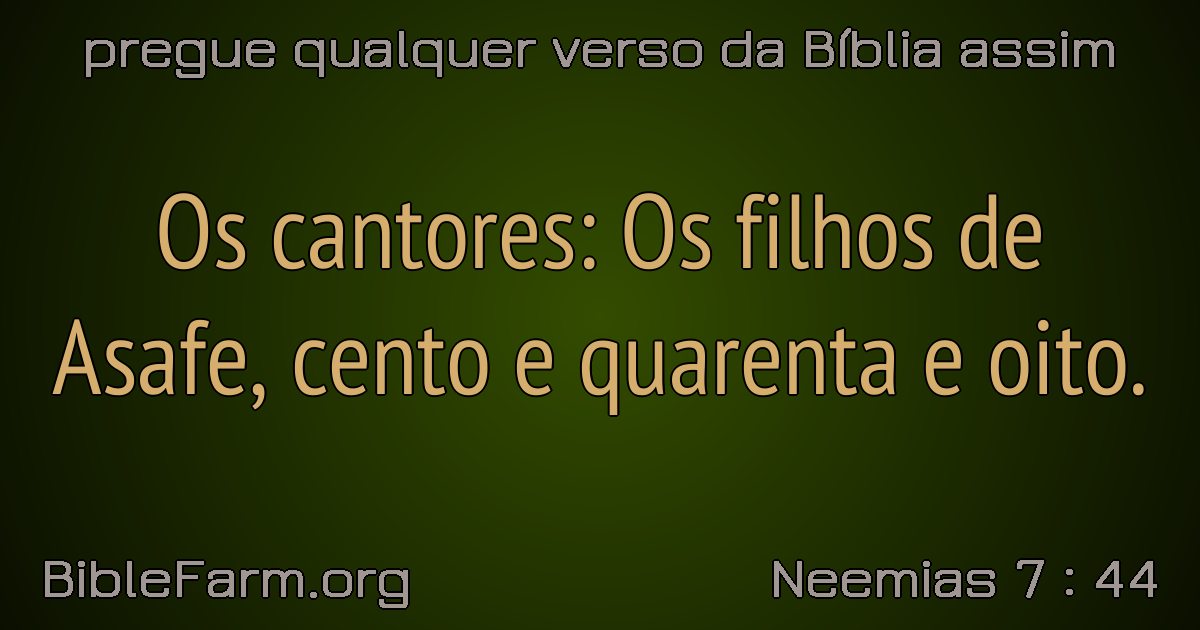 pregue qualquer verso da Bíblia assim
Os cantores: Os filhos de
Asafe, cento e quarenta e oito.
BibleFarm.org
Neemias 7 : 44